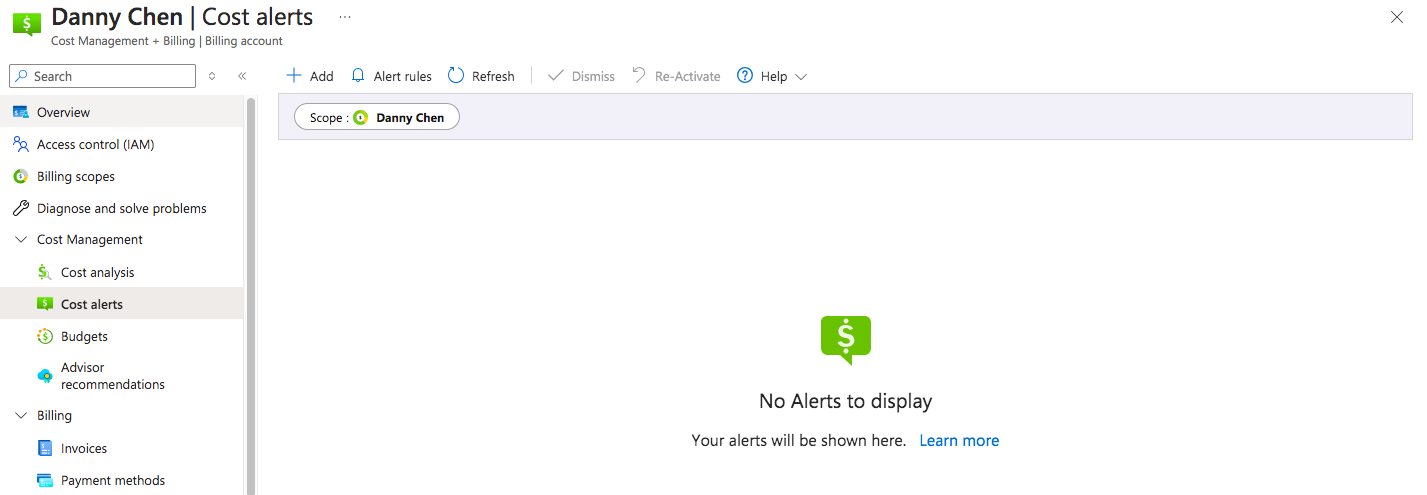 Danny Chen | Cost alerts ...
Cost Management + Billing | Billing account
Search
Add
Alert rules
Refresh
Dismiss
Re-Activate
Help
Overview
Access control (IAM)
Billing scopes
Diagnose and solve problems
Cost Management
Cost analysis
Cost alerts
Budgets
Advisor
recommendations
Billing
Invoices
Payment methods
Scope : Danny Chen
No Alerts to display
Your alerts will be shown here. Learn more